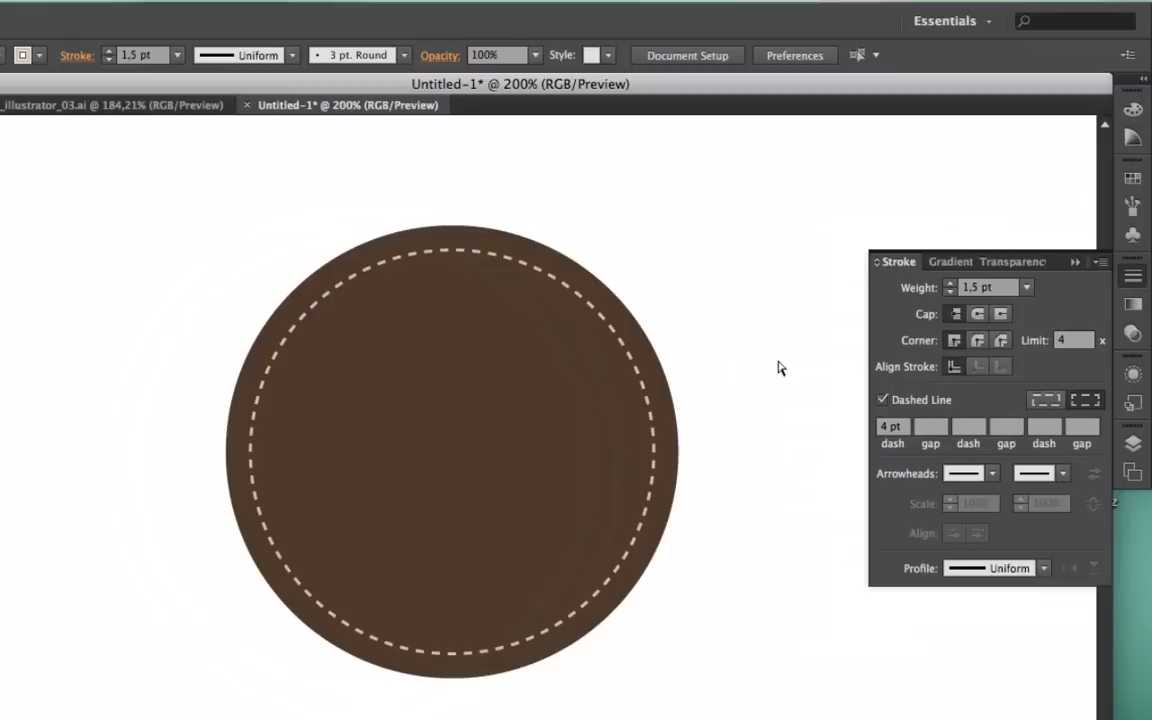 Essentials
Stroke: 1,5 pt Uniform 3 pt. Round Opacity: 100% Style: Document Setup Preferences
Untitled-1* @ 200% (RGB/Preview)
_illustrator_03.ai @ 184,21% (RGB/Preview) × Untitled-1* @ 200% (RGB/Preview)
Stroke Gradient Transparenc
Weight: 1,5 pt
Cap:
Corner: Limit: 4 x
Align Stroke:
Dashed Line
4 pt
dash gap dash gap dash gap
Arrowheads:
Scale: 100% 100%
Align:
Profile: Uniform